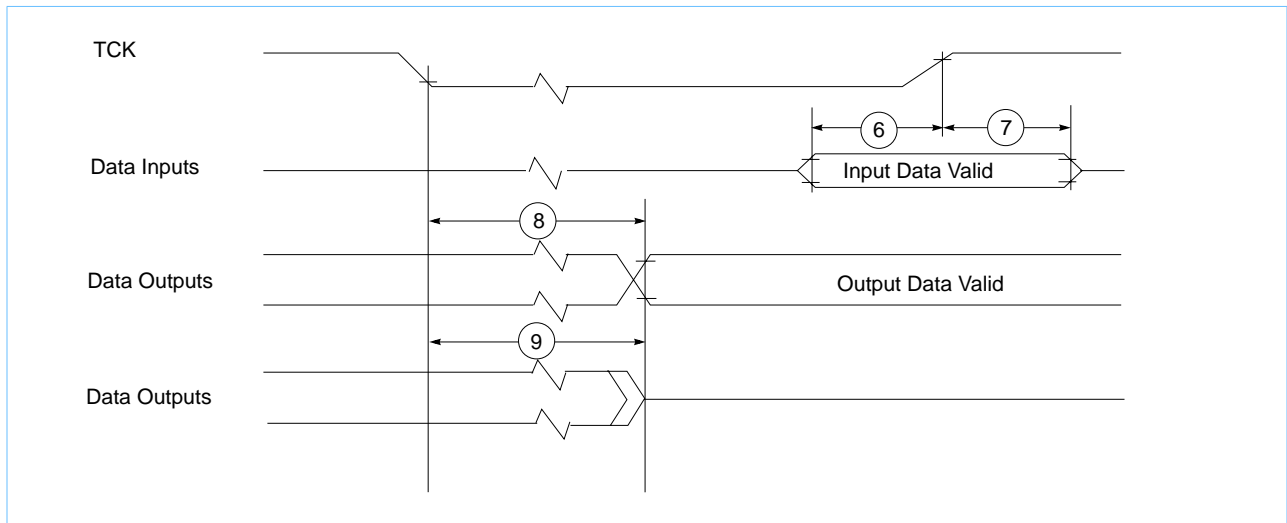 TCK
6
7
Data Inputs
Input Data Valid
8
Data Outputs
Output Data Valid
9
Data Outputs